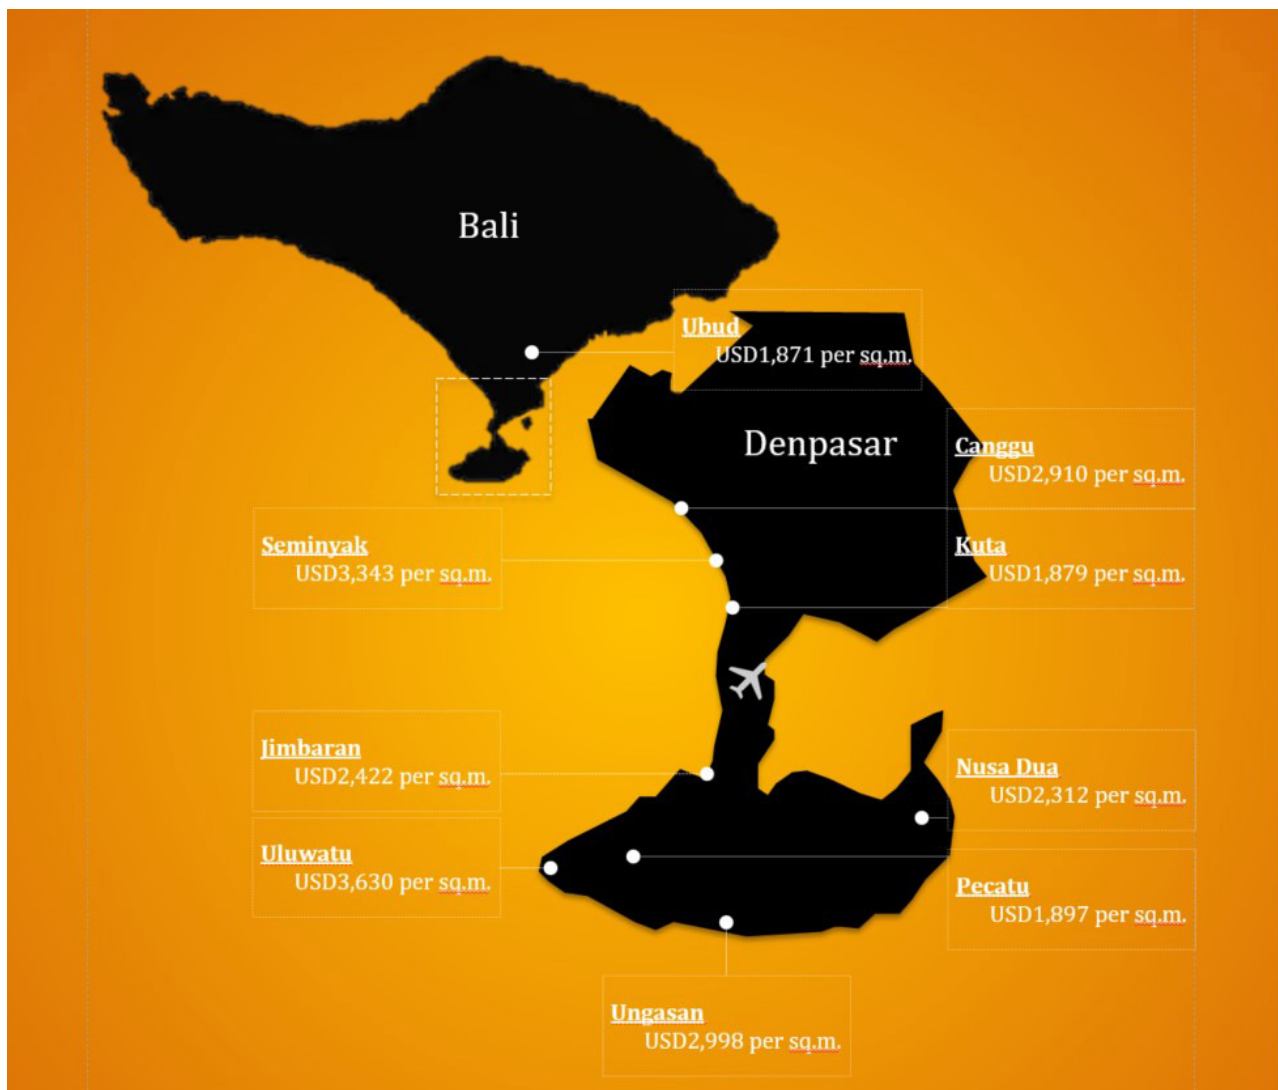 Bali
Ubud
USD1,871 per sq.m.
Denpasar
Canggu
USD2,910 per sq.m.
Seminyak
USD3,343 per sq.m.
Kuta
USD1,879 per sq.m.
Jimbaran
USD2,422 per sq.m.
Nusa Dua
USD2,312 per sq.m.
Uluwatu
USD3,630 per sq.m.
Pecatu
USD1,897 per sq.m.
Ungasan
USD2,998 per sq.m.